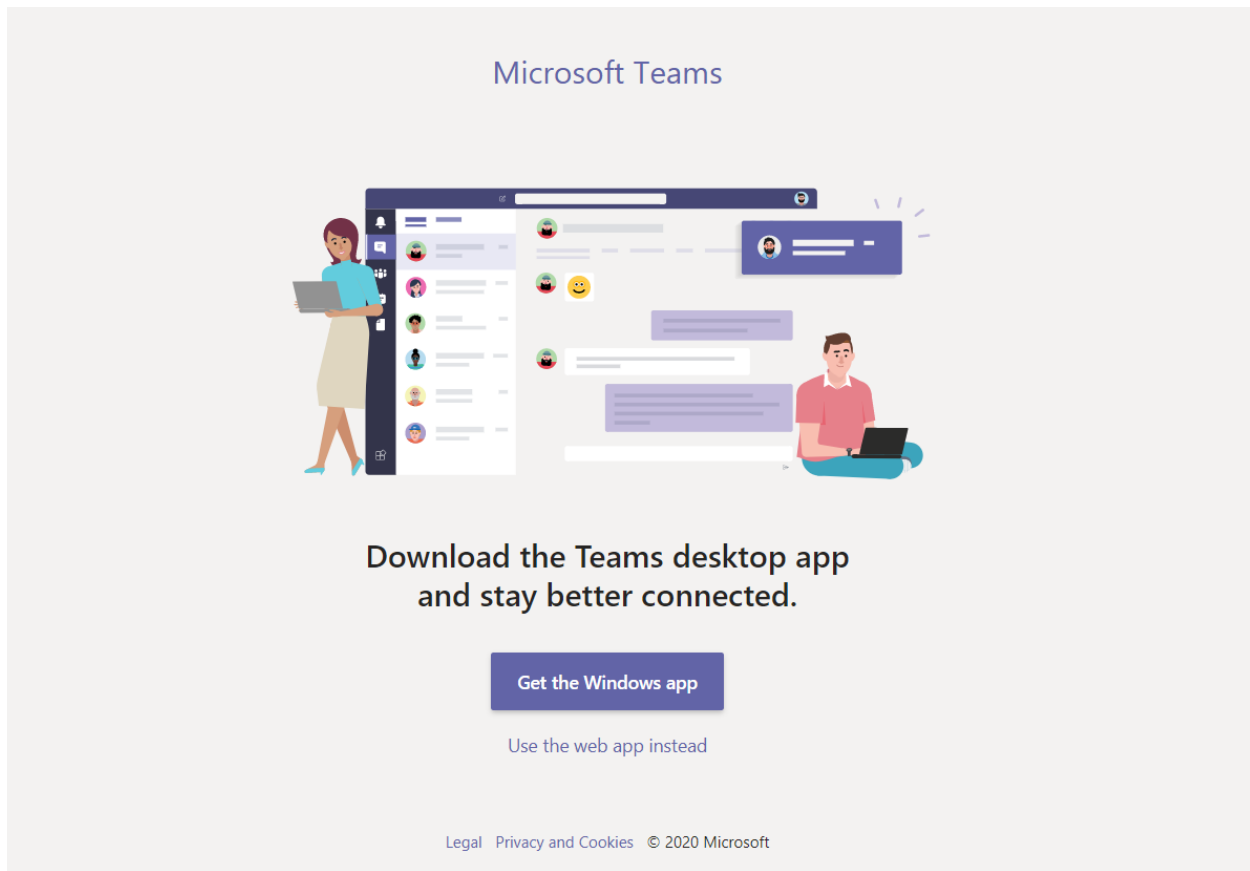 Microsoft Teams
Download the Teams desktop app
and stay better connected.
Get the Windows app
Use the web app instead
Legal Privacy and Cookies © 2020 Microsoft